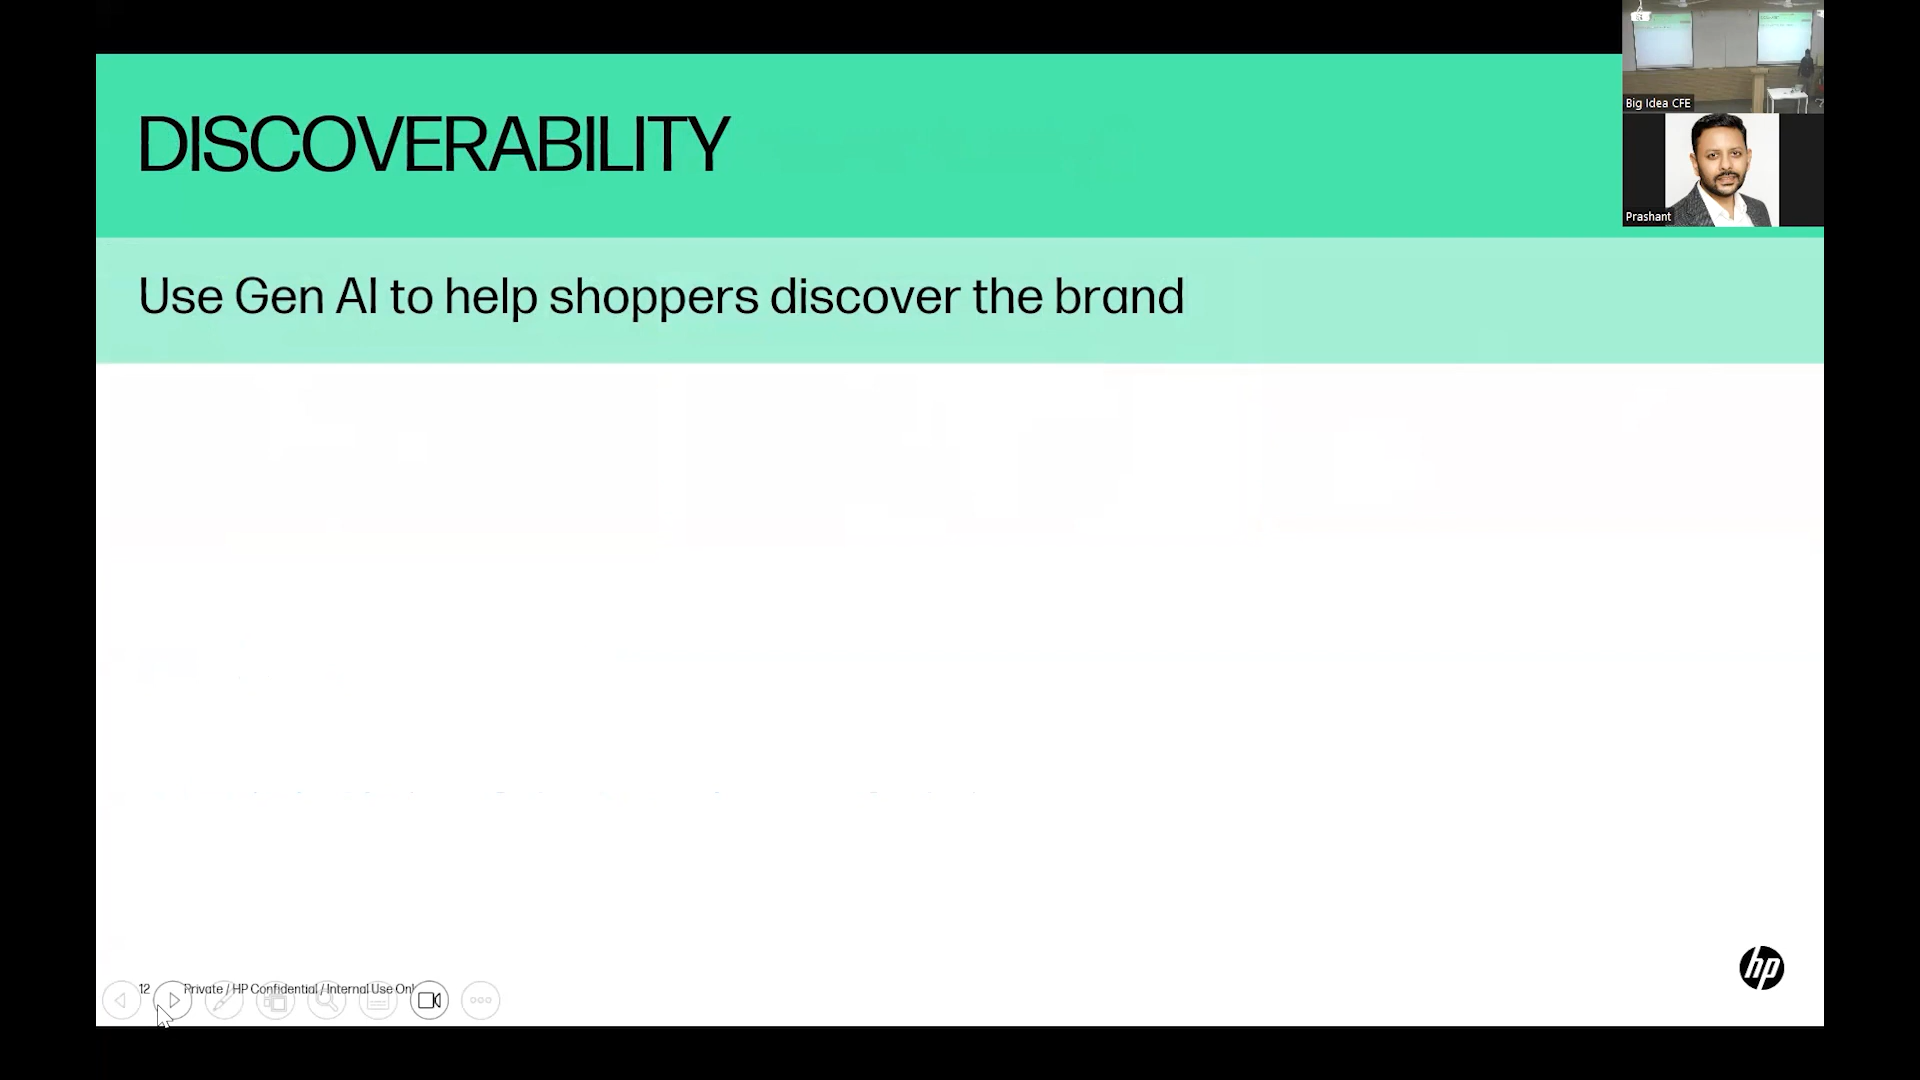 DISCOVERABILITY
Big Idea CFE
Prashant
Use Gen AI to help shoppers discover the brand
hp
12 Private / HP Confidential / Internal Use Onl